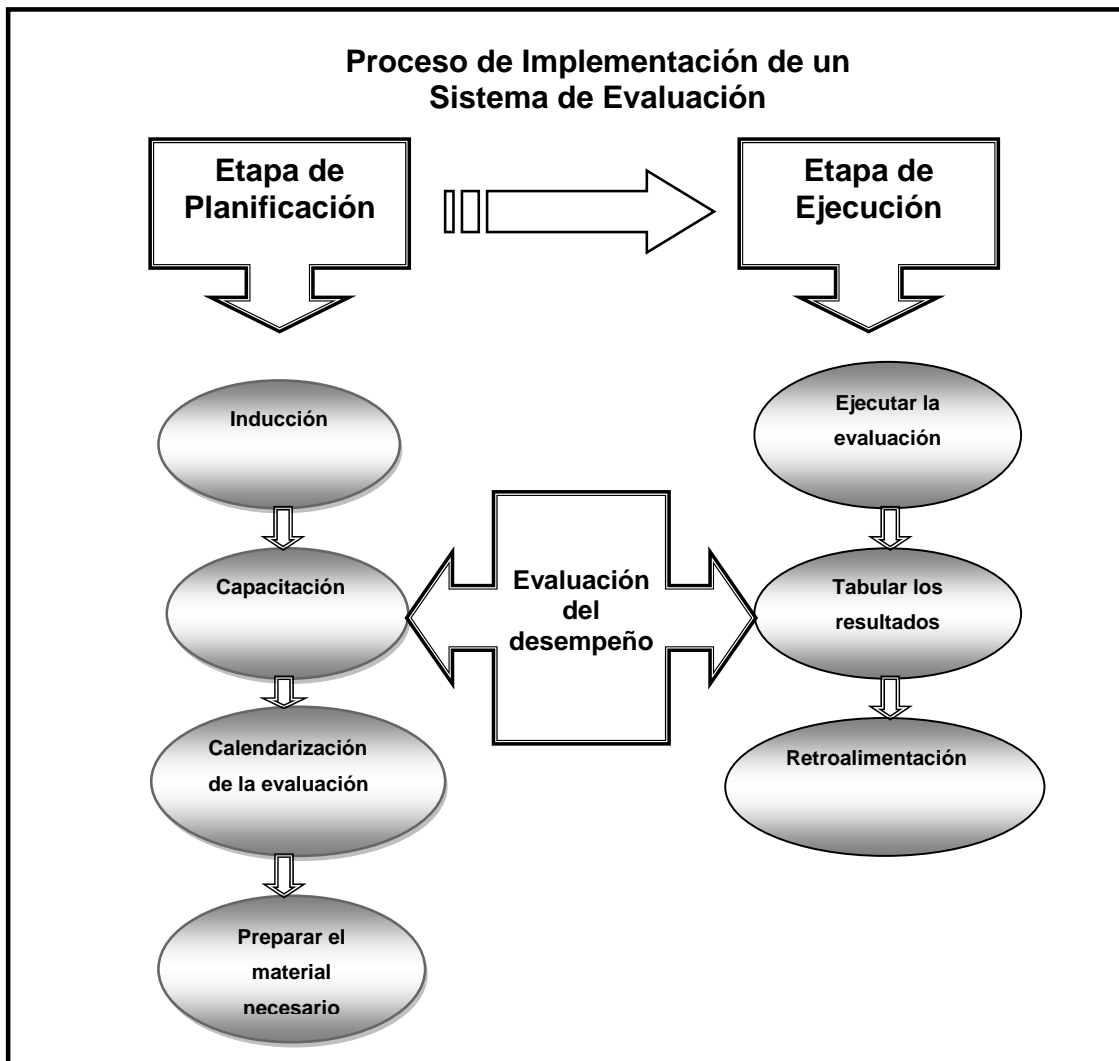 Proceso de Implementación de un
Sistema de Evaluación
Etapa de
Planificación
Etapa de
Ejecución
Inducción
Capacitación
Calendarización
de la evaluación
Preparar el
material
necesario
Evaluación
del
desempeño
Ejecutar la
evaluación
Tabular los
resultados
Retroalimentación